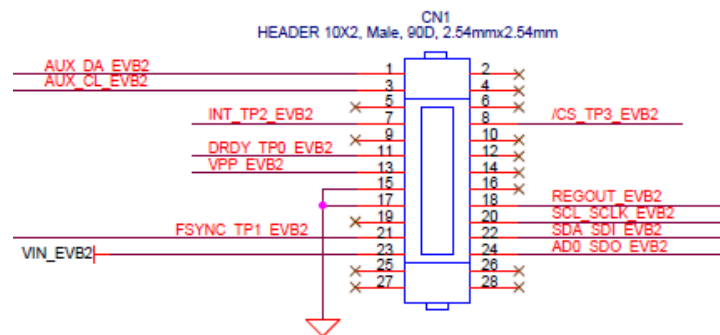 CN1
HEADER 10X2, Male, 90D, 2.54mmx2.54mm
AUX_DA_EVB2 1 2
AUX_CL_EVB2 3 4
5 6
INT_TP2_EVB2 7 8 /CS_TP3_EVB2
9 10
DRDY_TP0_EVB2 11 12
VPP_EVB2 13 14
15 16
17 18 REGOUT_EVB2
19 20 SCL_SCLK_EVB2
FSYNC_TP1_EVB2 21 22 SDA_SDI_EVB2
VIN_EVB2 23 24 AD0_SDO_EVB2
25 26
27 28